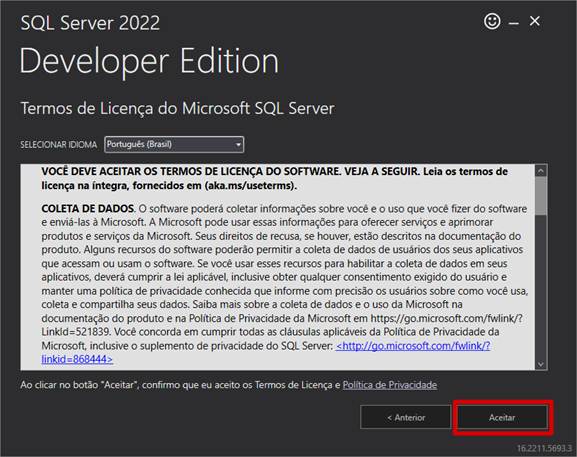 SQL Server 2022
Developer Edition
Termos de Licença do Microsoft SQL Server
SELECIONAR IDIOMA Português (Brasil)
VOCÊ DEVE ACEITAR OS TERMOS DE LICENÇA DO SOFTWARE. VEJA A SEGUIR. Leia os termos de
licença na íntegra, fornecidos em (aka.ms/useterms).
COLETA DE DADOS. O software poderá coletar informações sobre você e o uso que você fizer do software
e enviá-las à Microsoft. A Microsoft pode usar essas informações para oferecer serviços e aprimorar
produtos e serviços da Microsoft. Seus direitos de recusa, se houver, estão descritos na documentação do
produto. Alguns recursos do software poderão permitir a coleta de dados de usuários dos seus aplicativos
que acessam ou usam o software. Se você usar esses recursos para habilitar a coleta de dados em seus
aplicativos, deverá cumprir a lei aplicável, inclusive obter qualquer consentimento exigido do usuário e
manter uma política de privacidade conhecida que informe com precisão os usuários sobre como você usa,
coleta e compartilha seus dados. Saiba mais sobre a coleta de dados e o uso da Microsoft na
documentação do produto e na Política de Privacidade da Microsoft em https://go.microsoft.com/fwlink/?
LinkId=521839. Você concorda em cumprir todas as cláusulas aplicáveis da Política de Privacidade da
Microsoft, inclusive o suplemento de privacidade do SQL Server: <http://go.microsoft.com/fwlink/?
linkid=868444>
Ao clicar no botão "Aceitar", confirmo que eu aceito os Termos de Licença e Política de Privacidade
< Anterior
Aceitar
16.2211.5693.3